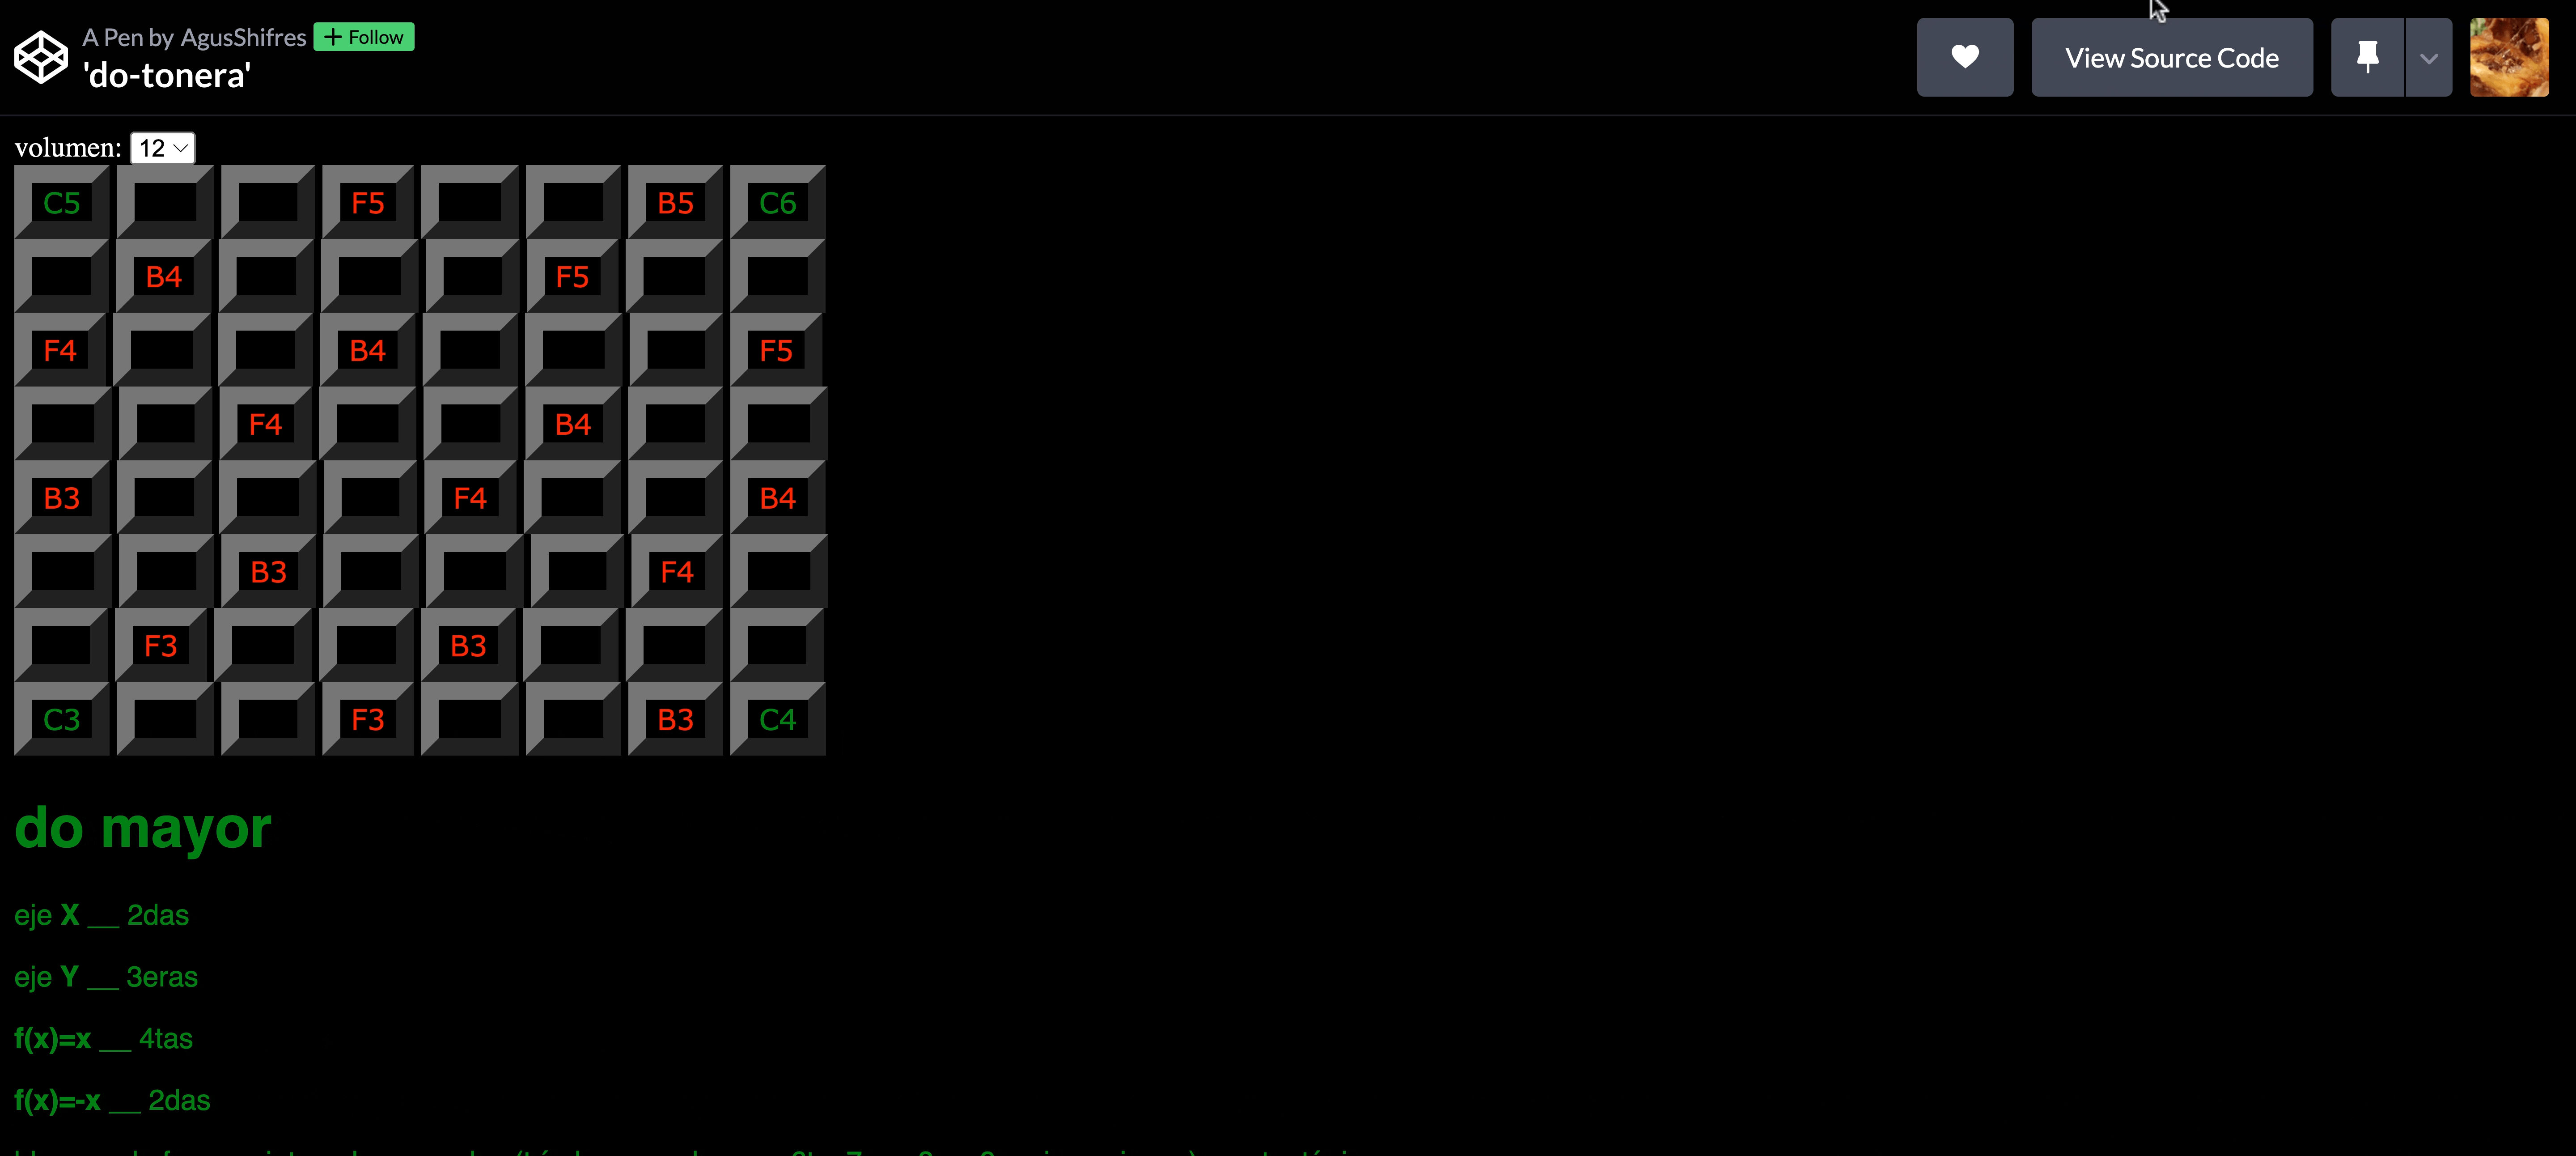 A Pen by AgusShifres + Follow
'do-tonera'
View Source Code
volumen: 12
C5 F5 B5 C6
B4 F5
F4 B4 F5
F4 B4
B3 F4 B4
B3 F4
F3 B3
C3 F3 B3 C4
do mayor
eje X __ 2das
eje Y __ 3eras
f(x)=x __ 4tas
f(x)=-x __ 2das